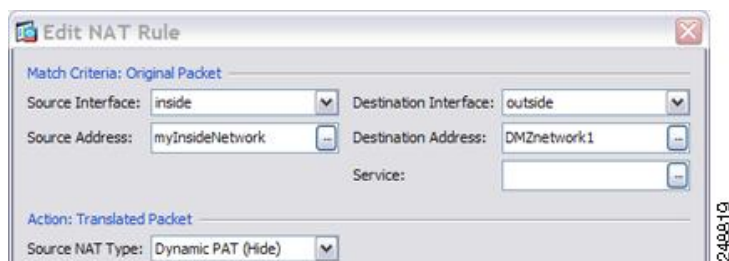 Edit NAT Rule
Match Criteria: Original Packet
Source Interface: inside Destination Interface: outside
Source Address: myInsideNetwork ... Destination Address: DMZnetwork1 ...
Service: ...
Action: Translated Packet
Source NAT Type: Dynamic PAT (Hide)
248819